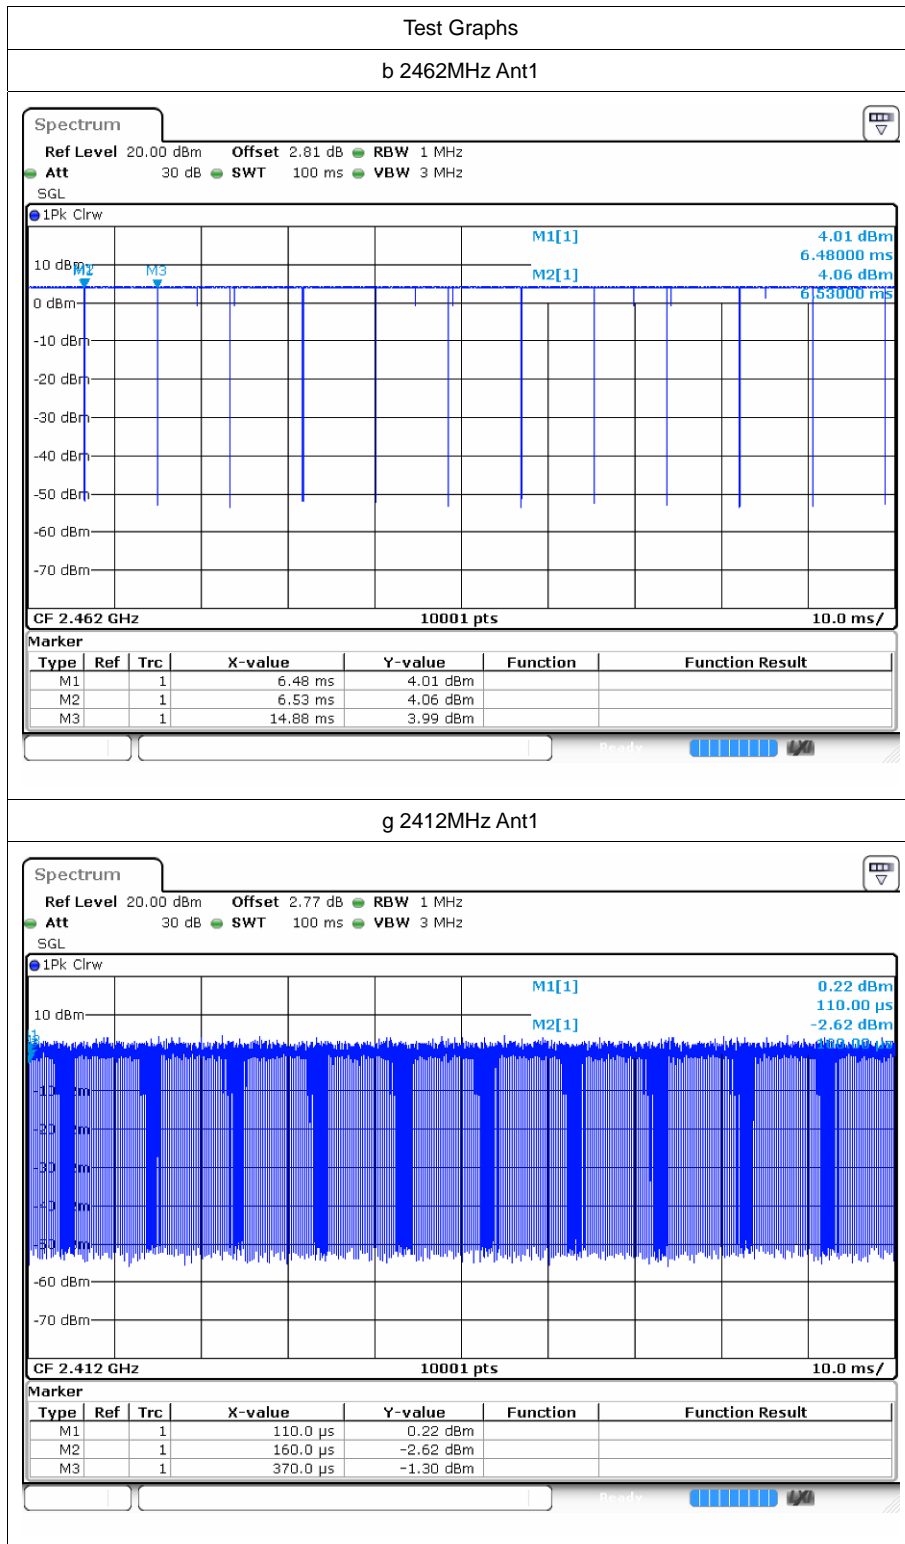 Test Graphs
b 2462MHz Ant1
Spectrum
Ref Level 20.00 dBm Offset 2.81 dB RBW 1 MHz
Att 30 dB SWT 100 ms VBW 3 MHz
SGL
1Pk Clrw
M1[1] 4.01 dBm
6.48000 ms
10 dBm M2 M3 M2[1] 4.06 dBm
6.53000 ms
0 dBm
-10 dBm
-20 dBm
-30 dBm
-40 dBm
-50 dBm
-60 dBm
-70 dBm
CF 2.462 GHz 10001 pts 10.0 ms/
Marker
Type Ref Trc X-value Y-value Function Function Result
M1 1 6.48 ms 4.01 dBm
M2 1 6.53 ms 4.06 dBm
M3 1 14.88 ms 3.99 dBm
Ready LXI
g 2412MHz Ant1
Spectrum
Ref Level 20.00 dBm Offset 2.77 dB RBW 1 MHz
Att 30 dB SWT 100 ms VBW 3 MHz
SGL
1Pk Clrw
M1[1] 0.22 dBm
110.00 µs
10 dBm M2[1] -2.62 dBm
-60 dBm
-70 dBm
CF 2.412 GHz 10001 pts 10.0 ms/
Marker
Type Ref Trc X-value Y-value Function Function Result
M1 1 110.0 µs 0.22 dBm
M2 1 160.0 µs -2.62 dBm
M3 1 370.0 µs -1.30 dBm
Ready LXI